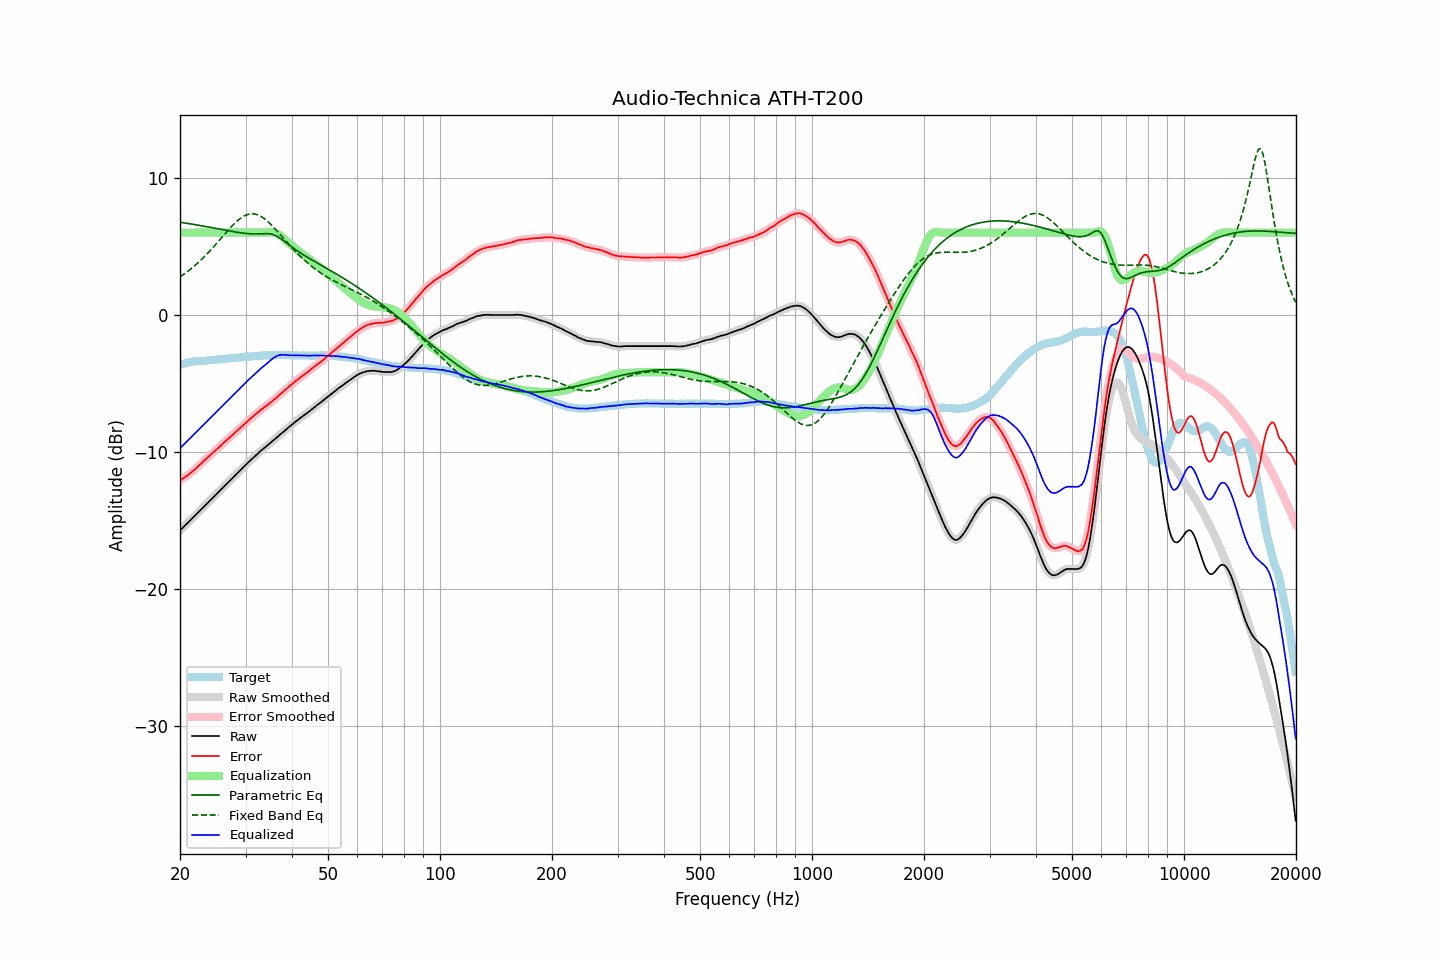 Audio-Technica ATH-T200
Amplitude (dBr)
10
0
−10
−20
−30
Target
Raw Smoothed
Error Smoothed
Raw
Error
Equalization
Parametric Eq
Fixed Band Eq
Equalized
20 50 100 200 500 1000 2000 5000 10000 20000
Frequency (Hz)